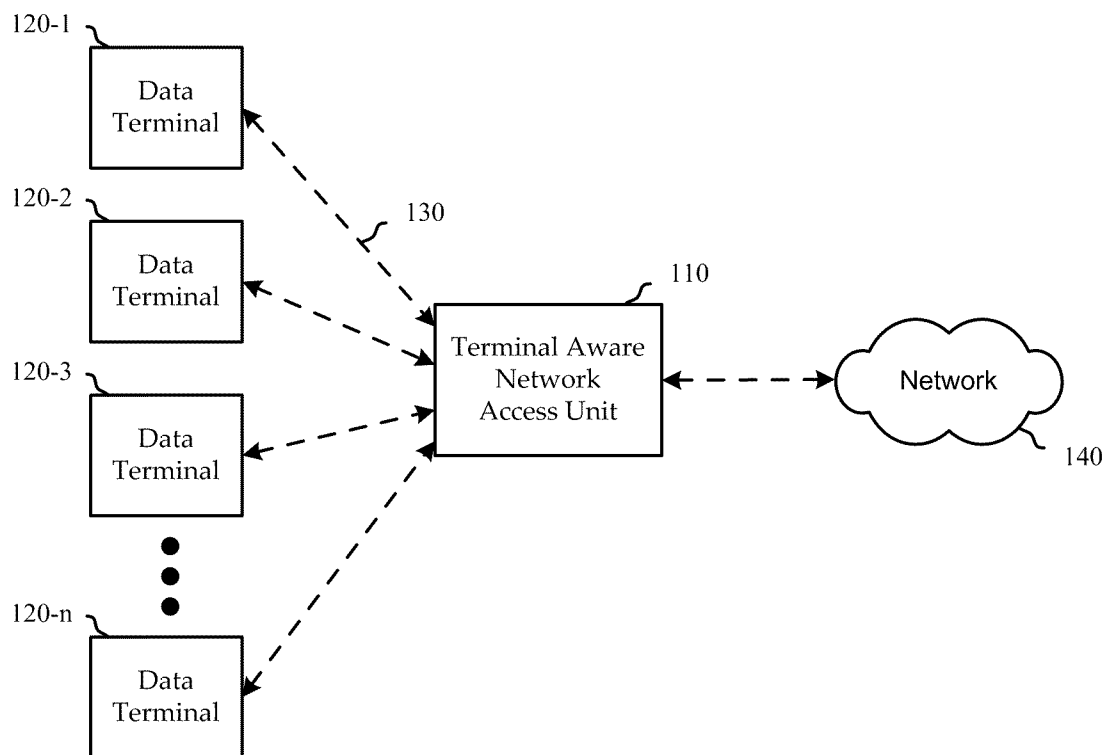 120-1
Data
Terminal
120-2
Data
Terminal
130
110
120-3
Data
Terminal
Terminal Aware
Network
Access Unit
Network
140
120-n
Data
Terminal